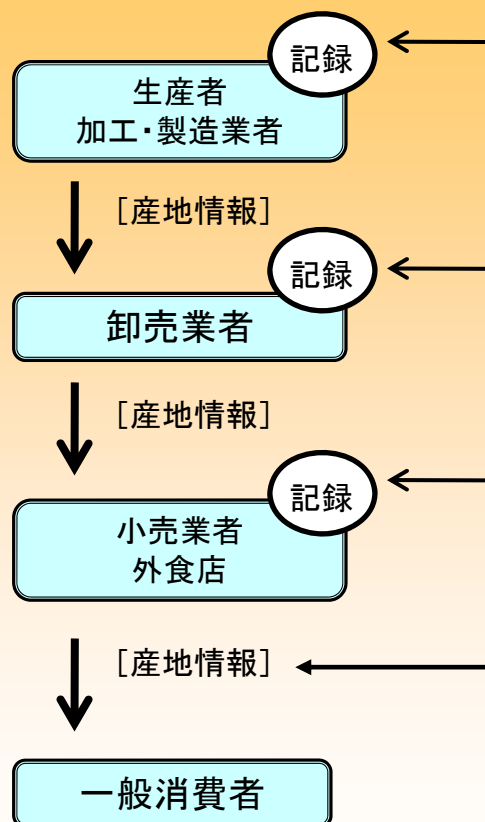 記録
生産者
加工・製造業者
［産地情報］
記録
卸売業者
［産地情報］
記録
小売業者
外食店
［産地情報］
一般消費者